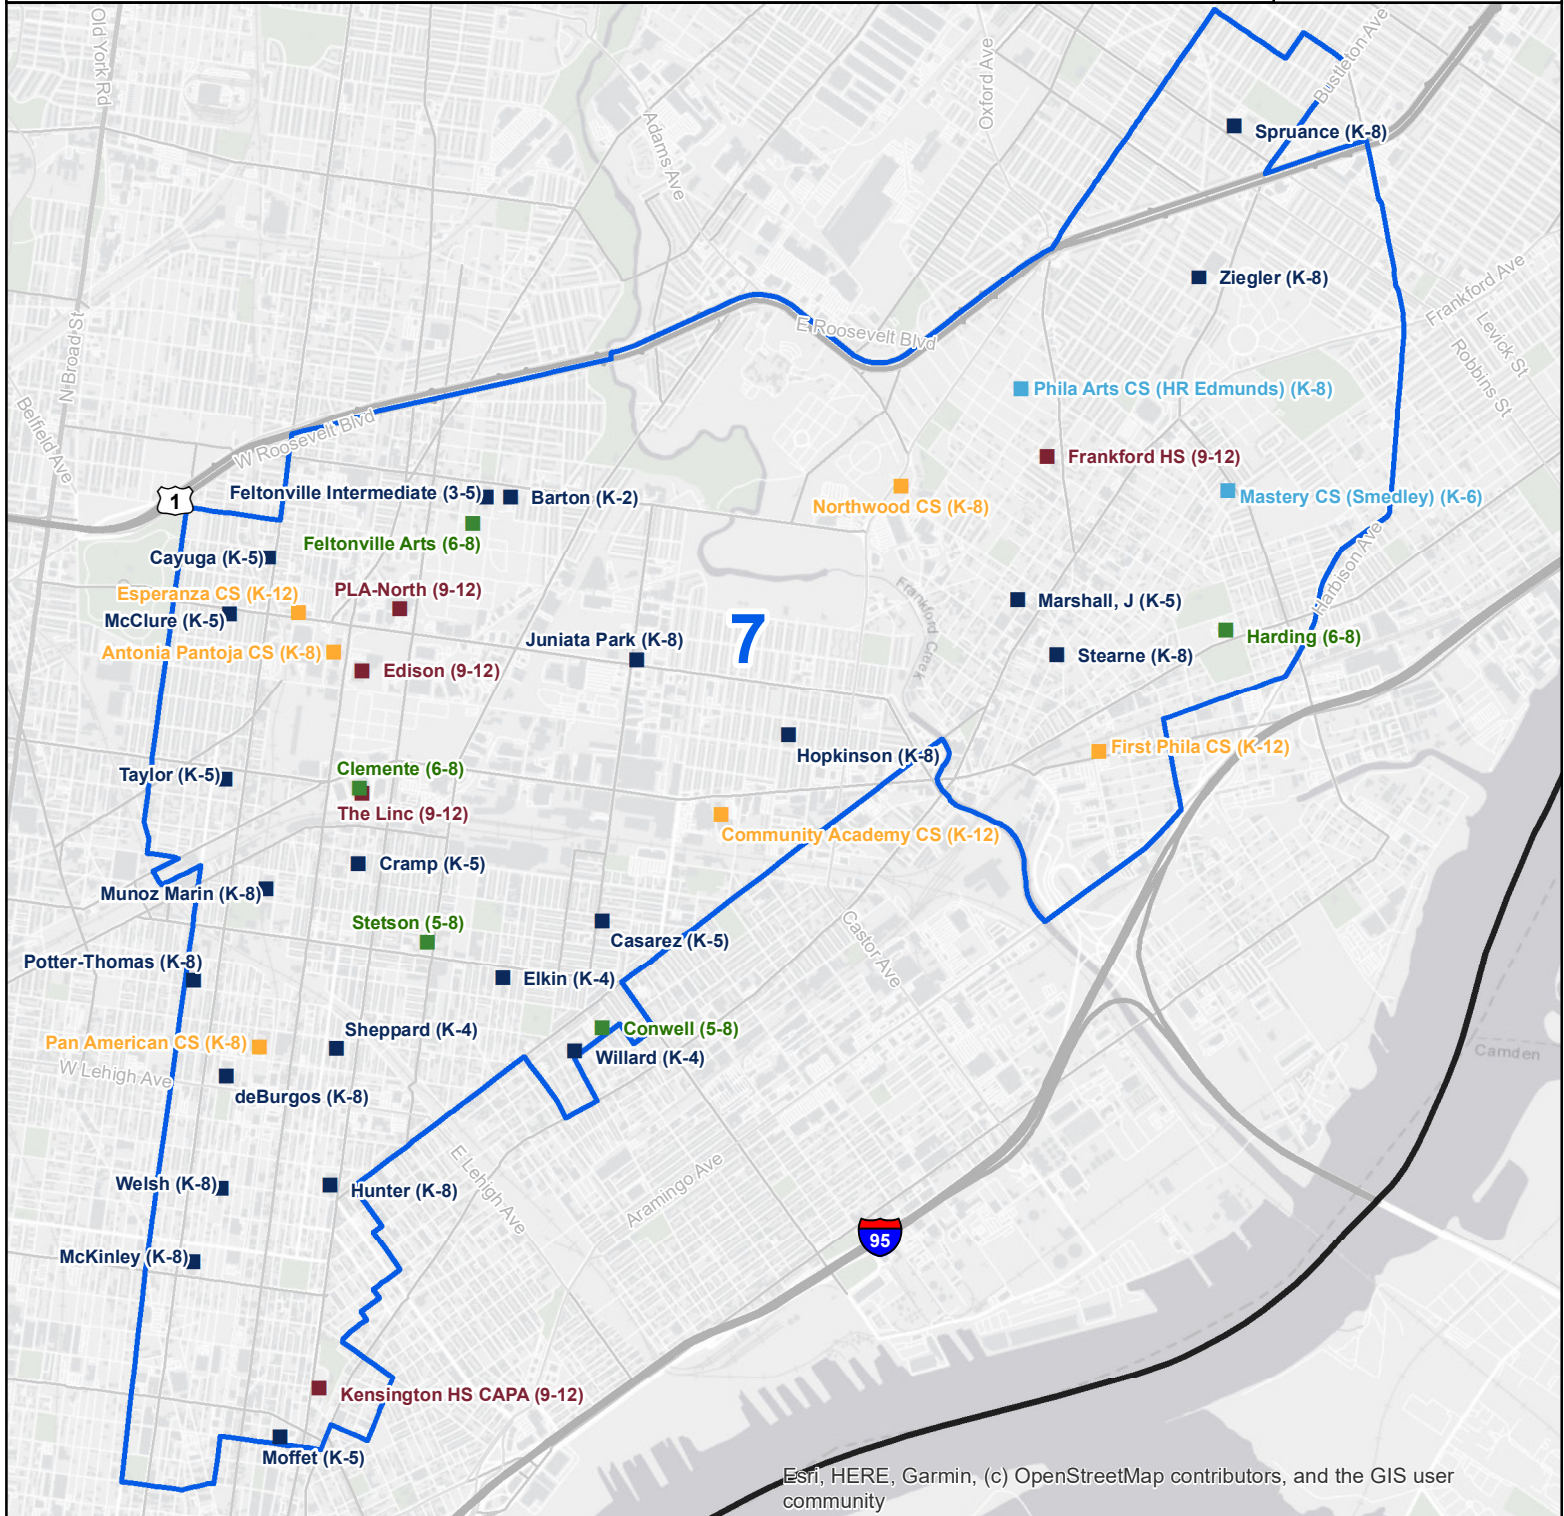 Old York Rd
Oxford Ave
Bustleton Ave
Adams Ave
Spruance (K-8)
Ziegler (K-8)
Frankford Ave
Levick St
Robbins St
N Broad St
E Roosevelt Blvd
Phila Arts CS (HR Edmunds) (K-8)
Belfield Ave
W Roosevelt Blvd
Frankford HS (9-12)
1
Feltonville Intermediate (3-5)
Barton (K-2)
Northwood CS (K-8)
Mastery CS (Smedley) (K-6)
Feltonville Arts (6-8)
Cayuga (K-5)
Harbison Ave
Esperanza CS (K-12)
PLA-North (9-12)
Marshall, J (K-5)
McClure (K-5)
Frankford Creek
Juniata Park (K-8)
7
Harding (6-8)
Antonia Pantoja CS (K-8)
Stearne (K-8)
Edison (9-12)
First Phila CS (K-12)
Hopkinson (K-8)
Clemente (6-8)
Taylor (K-5)
The Linc (9-12)
Community Academy CS (K-12)
Cramp (K-5)
Munoz Marin (K-8)
Stetson (5-8)
Casarez (K-5)
Castor Ave
Potter-Thomas (K-8)
Elkin (K-4)
Sheppard (K-4)
Conwell (5-8)
Pan American CS (K-8)
Willard (K-4)
Camden
W Lehigh Ave
deBurgos (K-8)
Welsh (K-8)
Hunter (K-8)
E Lehigh Ave
Aramingo Ave
95
McKinley (K-8)
Kensington HS CAPA (9-12)
Moffet (K-5)
Esri, HERE, Garmin, (c) OpenStreetMap contributors, and the GIS user
community